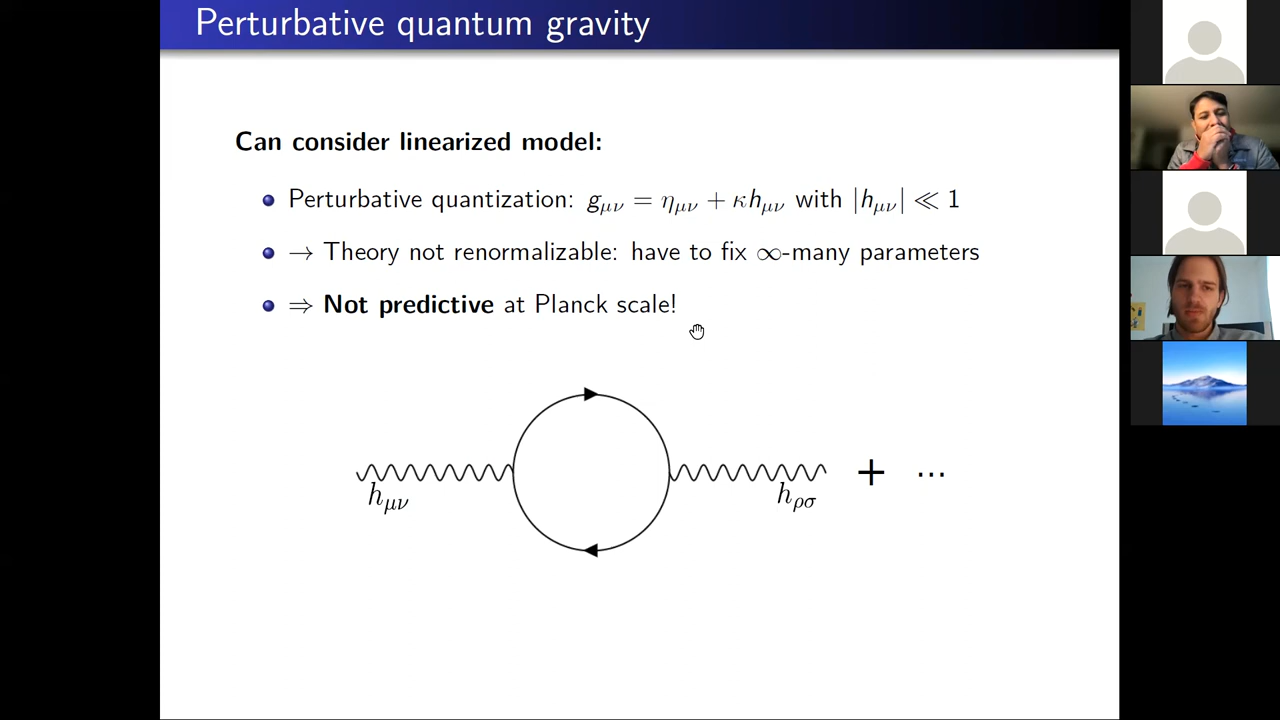 Perturbative quantum gravity
Can consider linearized model:
Perturbative quantization: gμν = ημν + κhμν with |hμν| ≪ 1
→ Theory not renormalizable: have to fix ∞-many parameters
⇒ Not predictive at Planck scale!
hμν
hρσ
+ ...